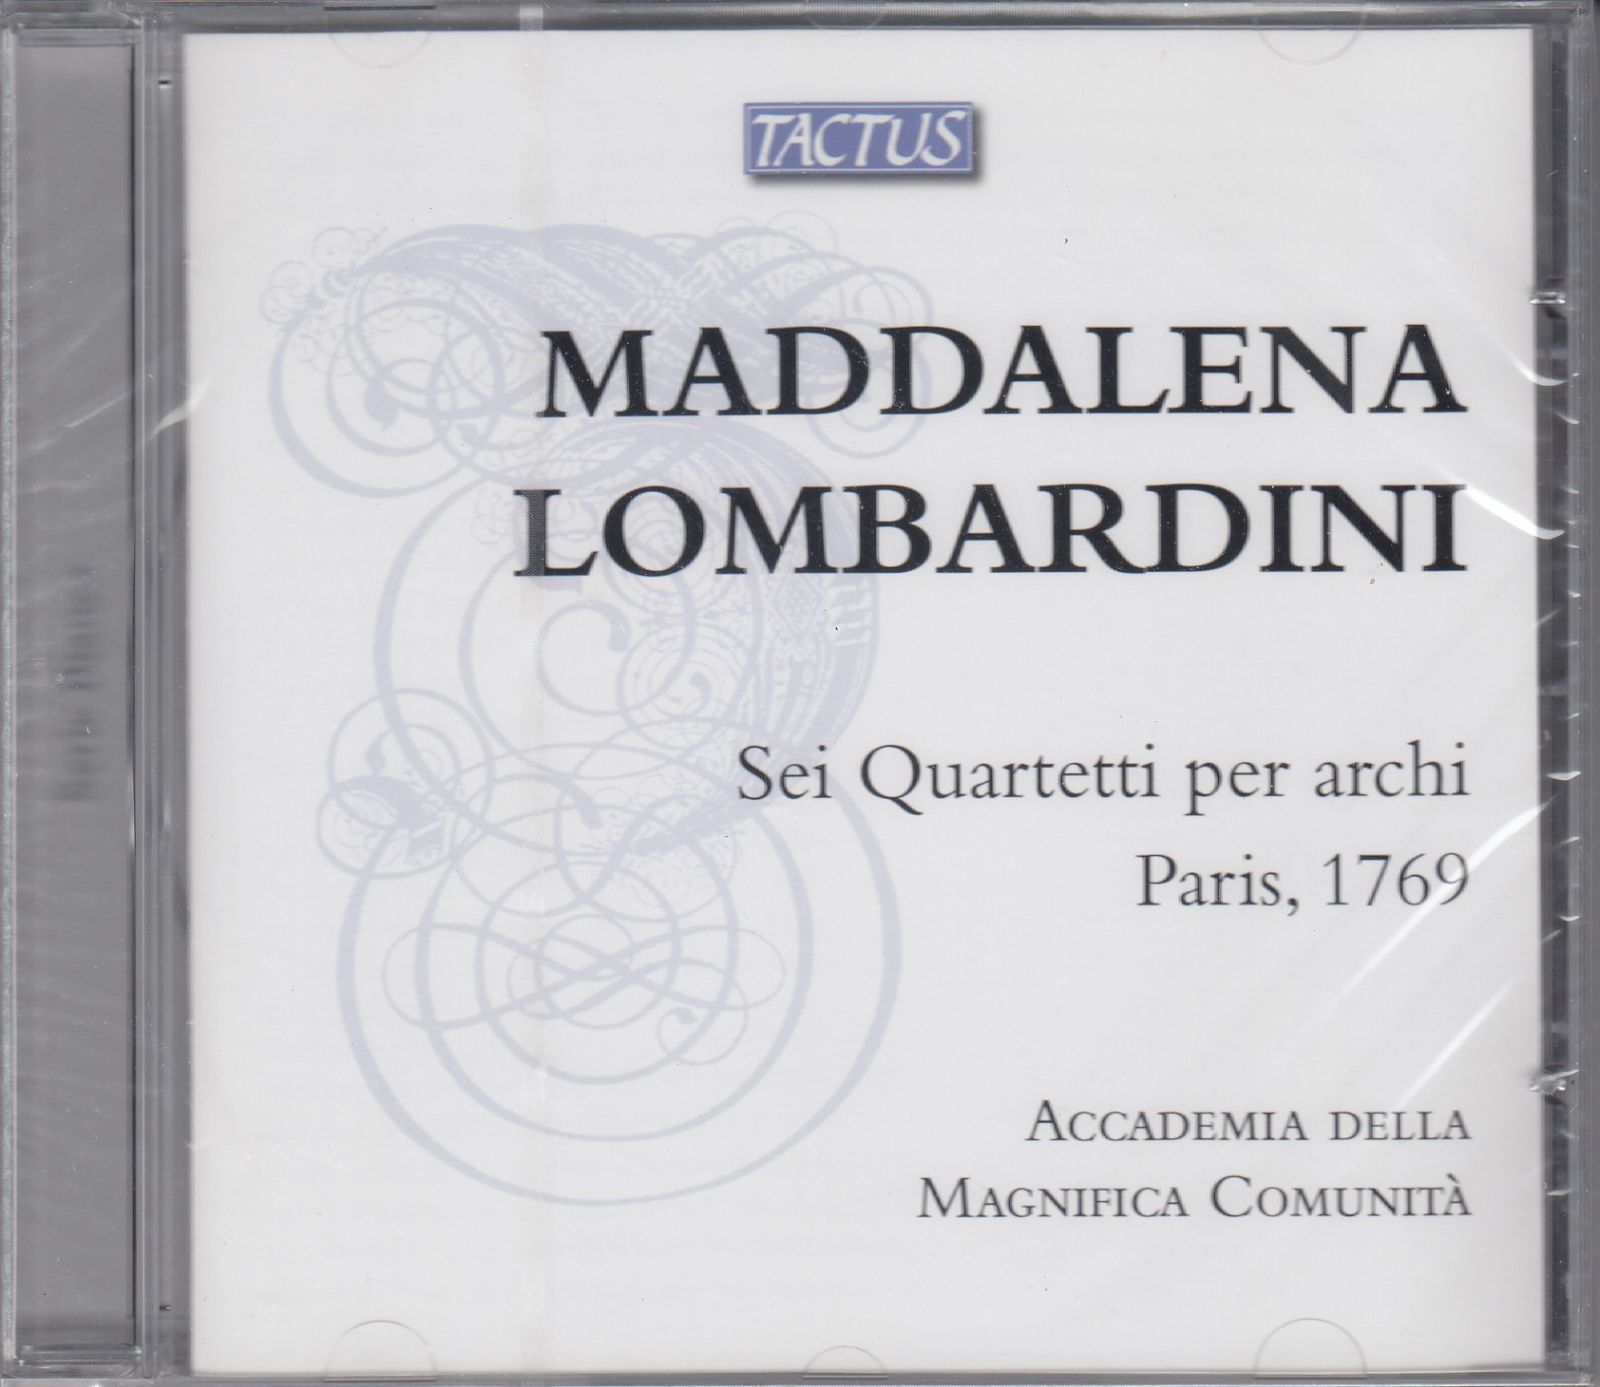 TACTUS
MADDALENA
LOMBARDINI
Sei Quartetti per archi
Paris, 1769
ACCADEMIA DELLA
MAGNIFICA COMUNITÀ